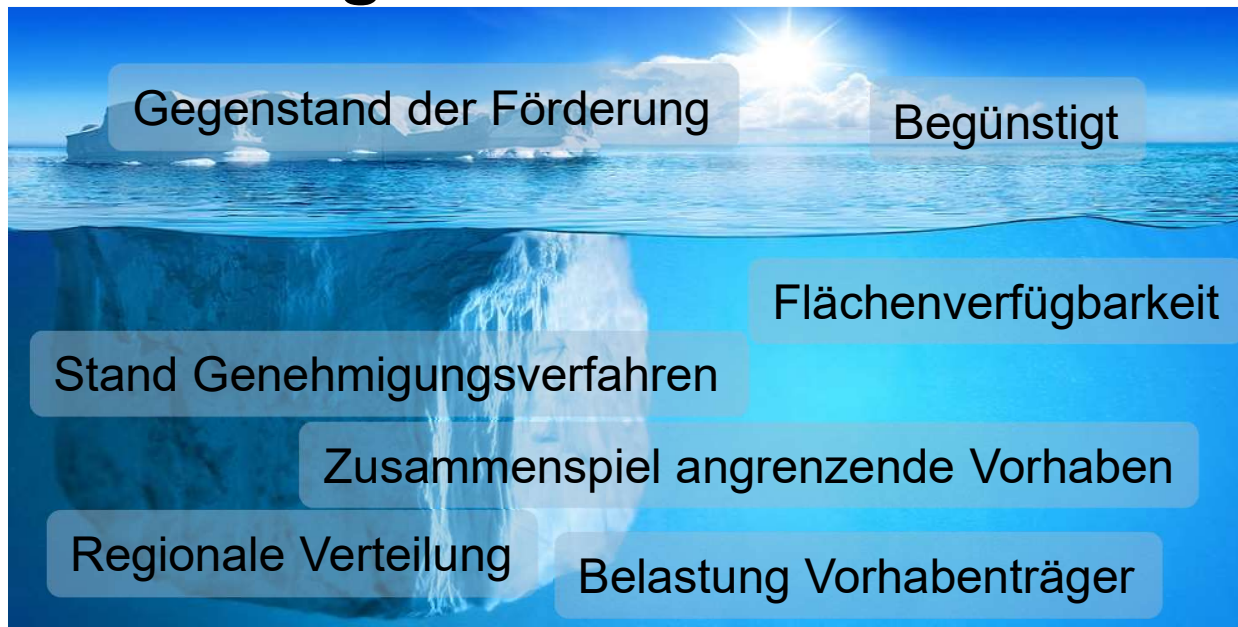 Gegenstand der Förderung
Begünstigt
Flächenverfügbarkeit
Stand Genehmigungsverfahren
Zusammenspiel angrenzende Vorhaben
Regionale Verteilung
Belastung Vorhabenträger